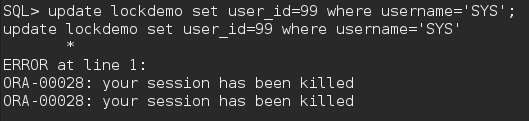 SQL> update lockdemo set user_id=99 where username='SYS';
update lockdemo set user_id=99 where username='SYS'
       *
ERROR at line 1:
ORA-00028: your session has been killed
ORA-00028: your session has been killed